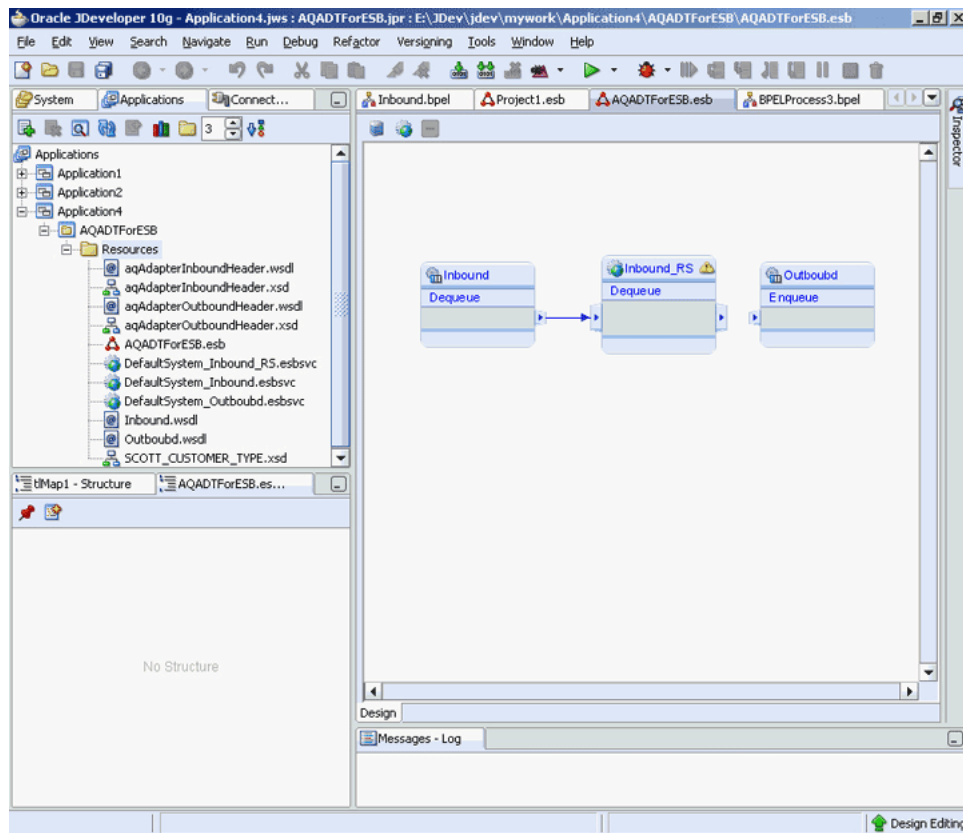 Oracle JDeveloper 10g - Application4.jws : AQADTForESB.jpr : E:\JDev\jdev\mywork\Application4\AQADTForESB\AQADTForESB.esb
File Edit View Search Navigate Run Debug Refactor Versioning Tools Window Help
System Applications Connect...
Inbound.bpel Project1.esb AQADTForESB.esb BPELProcess3.bpel
Inspector
3
Applications
Application1
Application2
Application4
AQADTForESB
Resources
aqAdapterInboundHeader.wsdl
aqAdapterInboundHeader.xsd
aqAdapterOutboundHeader.wsdl
aqAdapterOutboundHeader.xsd
AQADTForESB.esb
DefaultSystem_Inbound_RS.esbsvc
DefaultSystem_Inbound.esbsvc
DefaultSystem_Outboubd.esbsvc
Inbound.wsdl
Outboubd.wsdl
SCOTT_CUSTOMER_TYPE.xsd
Inbound
Dequeue
Inbound_RS
Dequeue
Outboubd
Enqueue
tlMap1 - Structure AQADTForESB.es...
No Structure
Design
Messages - Log
Design Editing